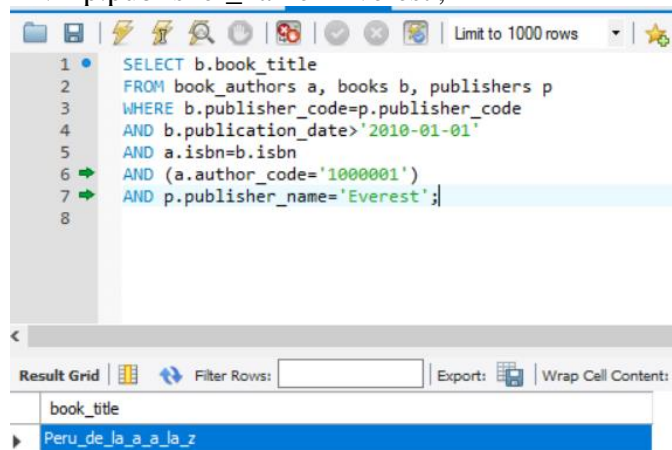 Limit to 1000 rows
1 SELECT b.book_title
2 FROM book_authors a, books b, publishers p
3 WHERE b.publisher_code=p.publisher_code
4 AND b.publication_date>'2010-01-01'
5 AND a.isbn=b.isbn
6 AND (a.author_code='1000001')
7 AND p.publisher_name='Everest';
8
Result Grid Filter Rows: Export: Wrap Cell Content:
book_title
Peru_de_la_a_a_la_z